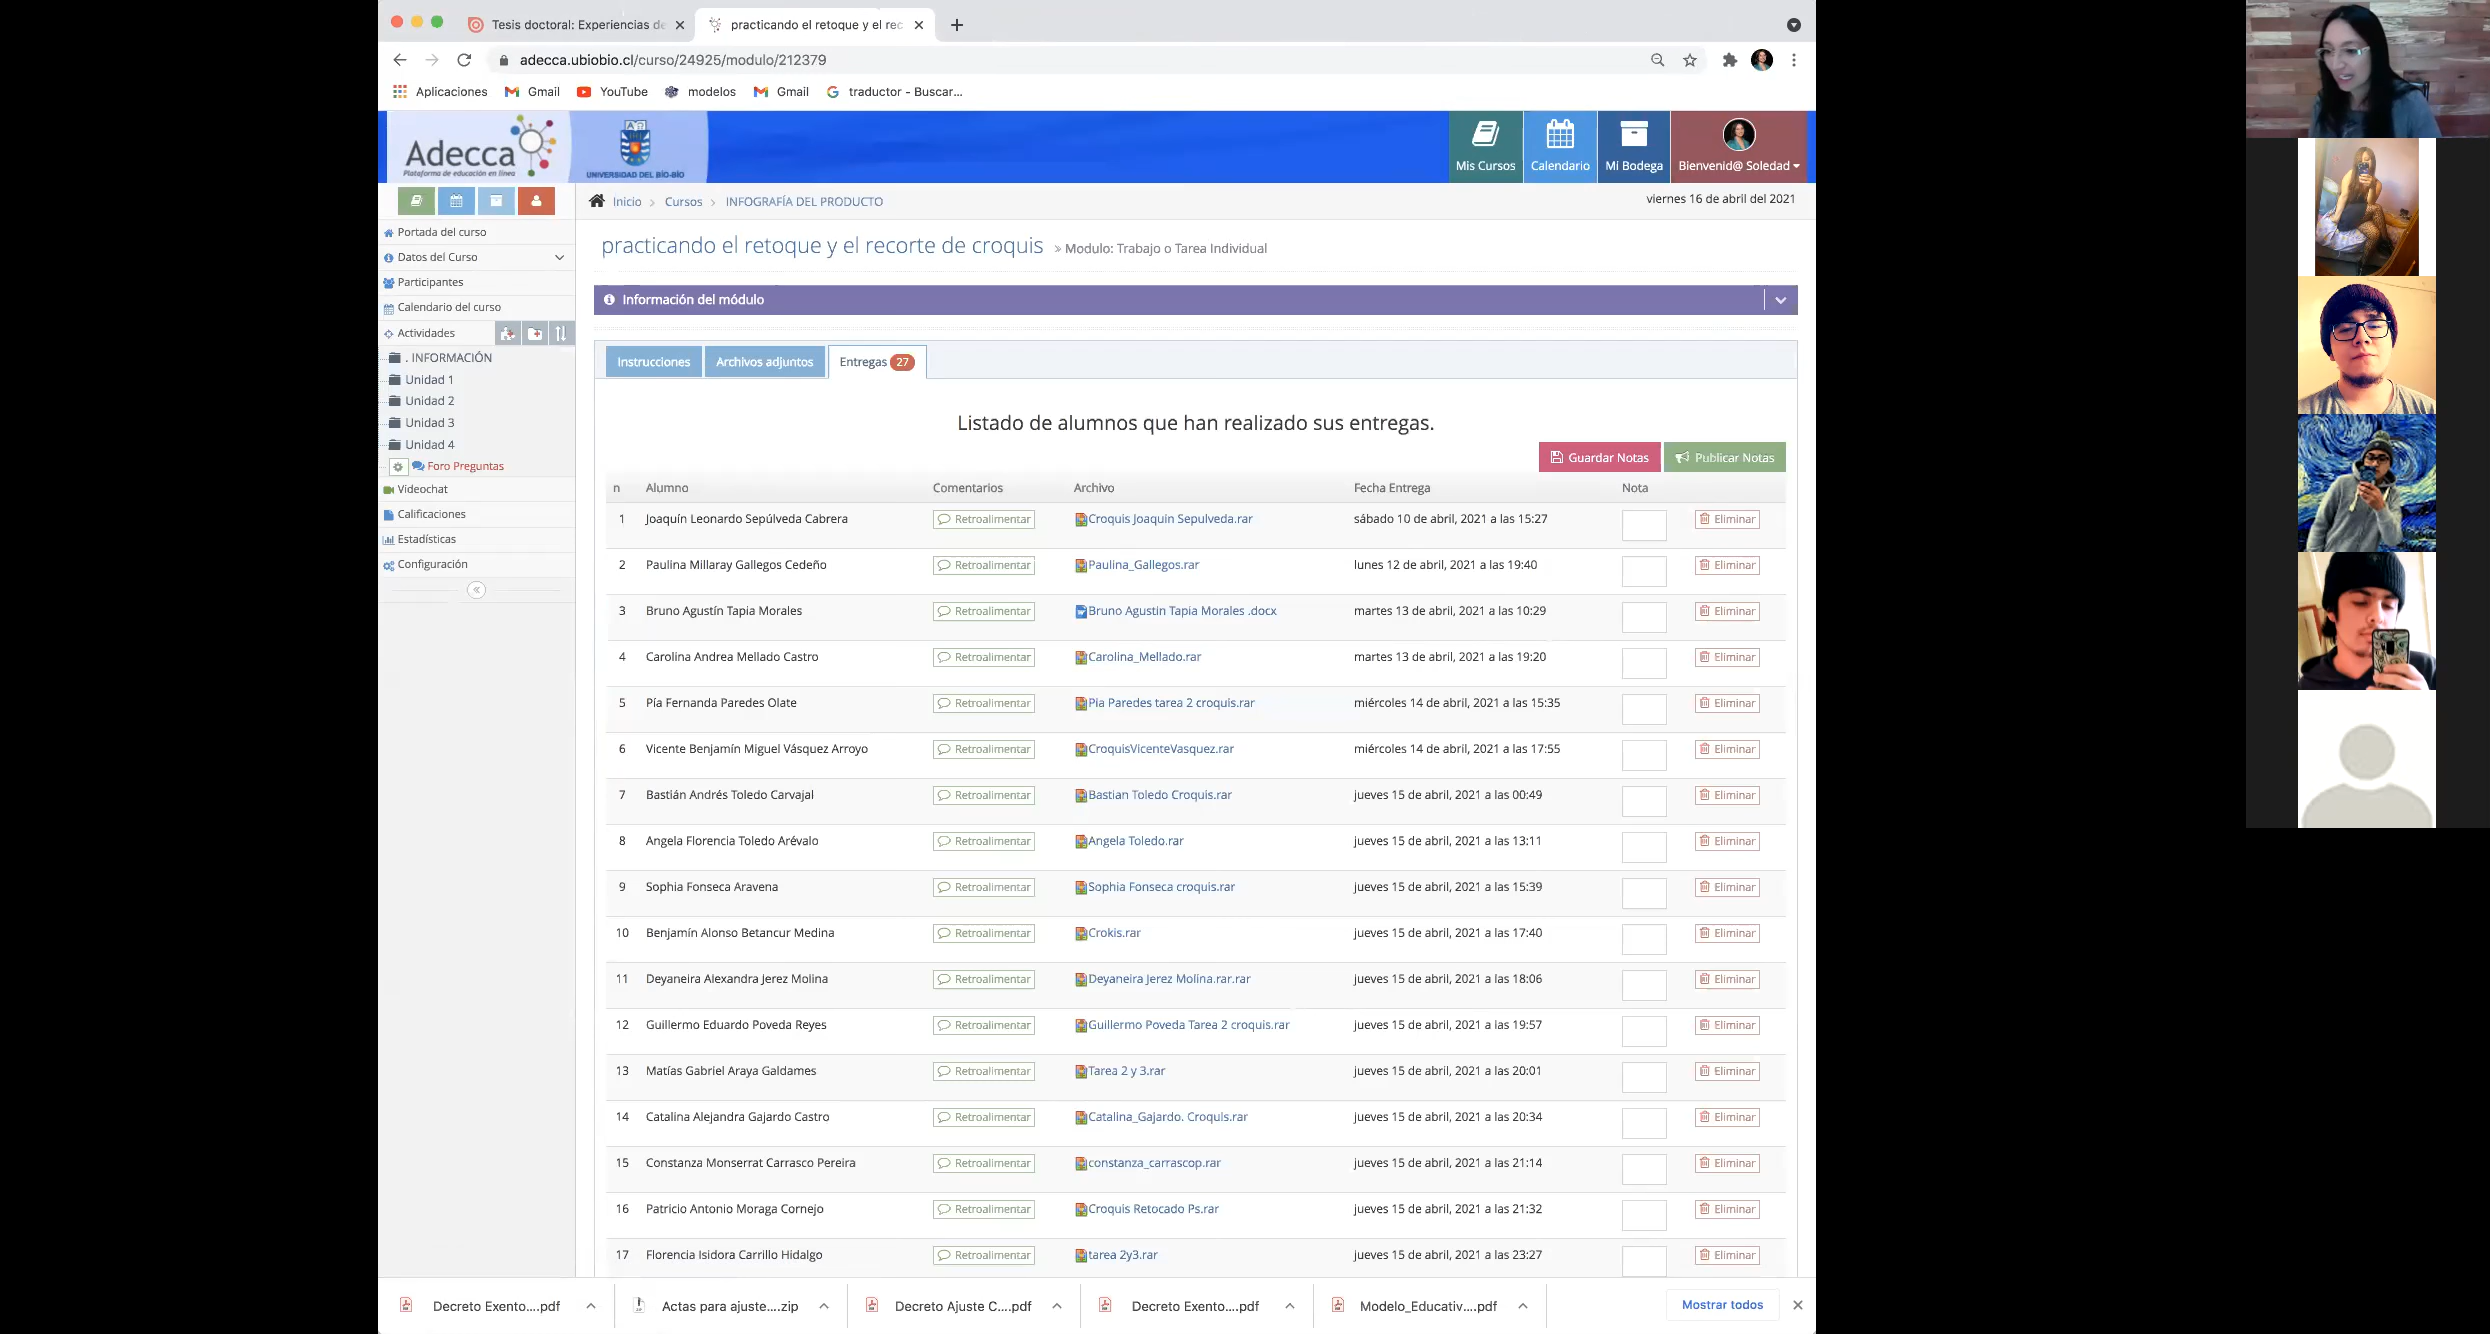 Tesis doctoral: Experiencias de
practicando el retoque y el rec
adecca.ubiobio.cl/curso/24925/modulo/212379
Aplicaciones Gmail YouTube modelos Gmail traductor - Buscar...
Adecca
Plataforma de educación en línea
UNIVERSIDAD DEL BÍO-BÍO
Mis Cursos Calendario Mi Bodega Bienvenid@ Soledad
Inicio > Cursos > INFOGRAFÍA DEL PRODUCTO
viernes 16 de abril del 2021
Portada del curso
Datos del Curso
Participantes
Calendario del curso
Actividades
. INFORMACIÓN
Unidad 1
Unidad 2
Unidad 3
Unidad 4
Foro Preguntas
Videochat
Calificaciones
Estadísticas
Configuración
practicando el retoque y el recorte de croquis » Modulo: Trabajo o Tarea Individual
Información del módulo
Instrucciones Archivos adjuntos Entregas 27
Listado de alumnos que han realizado sus entregas.
Guardar Notas Publicar Notas
n Alumno Comentarios Archivo Fecha Entrega Nota
1 Joaquín Leonardo Sepúlveda Cabrera Retroalimentar Croquis Joaquin Sepulveda.rar sábado 10 de abril, 2021 a las 15:27 Eliminar
2 Paulina Millaray Gallegos Cedeño Retroalimentar Paulina_Gallegos.rar lunes 12 de abril, 2021 a las 19:40 Eliminar
3 Bruno Agustín Tapia Morales Retroalimentar Bruno Agustin Tapia Morales .docx martes 13 de abril, 2021 a las 10:29 Eliminar
4 Carolina Andrea Mellado Castro Retroalimentar Carolina_Mellado.rar martes 13 de abril, 2021 a las 19:20 Eliminar
5 Pía Fernanda Paredes Olate Retroalimentar Pia Paredes tarea 2 croquis.rar miércoles 14 de abril, 2021 a las 15:35 Eliminar
6 Vicente Benjamín Miguel Vásquez Arroyo Retroalimentar CroquisVicenteVasquez.rar miércoles 14 de abril, 2021 a las 17:55 Eliminar
7 Bastián Andrés Toledo Carvajal Retroalimentar Bastian Toledo Croquis.rar jueves 15 de abril, 2021 a las 00:49 Eliminar
8 Angela Florencia Toledo Arévalo Retroalimentar Angela Toledo.rar jueves 15 de abril, 2021 a las 13:11 Eliminar
9 Sophia Fonseca Aravena Retroalimentar Sophia Fonseca croquis.rar jueves 15 de abril, 2021 a las 15:39 Eliminar
10 Benjamín Alonso Betancur Medina Retroalimentar Crokis.rar jueves 15 de abril, 2021 a las 17:40 Eliminar
11 Deyaneira Alexandra Jerez Molina Retroalimentar Deyaneira Jerez Molina.rar.rar jueves 15 de abril, 2021 a las 18:06 Eliminar
12 Guillermo Eduardo Poveda Reyes Retroalimentar Guillermo Poveda Tarea 2 croquis.rar jueves 15 de abril, 2021 a las 19:57 Eliminar
13 Matías Gabriel Araya Galdames Retroalimentar Tarea 2 y 3.rar jueves 15 de abril, 2021 a las 20:01 Eliminar
14 Catalina Alejandra Gajardo Castro Retroalimentar Catalina_Gajardo. Croquis.rar jueves 15 de abril, 2021 a las 20:34 Eliminar
15 Constanza Monserrat Carrasco Pereira Retroalimentar constanza_carrascop.rar jueves 15 de abril, 2021 a las 21:14 Eliminar
16 Patricio Antonio Moraga Cornejo Retroalimentar Croquis Retocado Ps.rar jueves 15 de abril, 2021 a las 21:32 Eliminar
17 Florencia Isidora Carrillo Hidalgo Retroalimentar tarea 2y3.rar jueves 15 de abril, 2021 a las 23:27 Eliminar
Decreto Exento....pdf Actas para ajuste....zip Decreto Ajuste C....pdf Decreto Exento....pdf Modelo_Educativ....pdf Mostrar todos